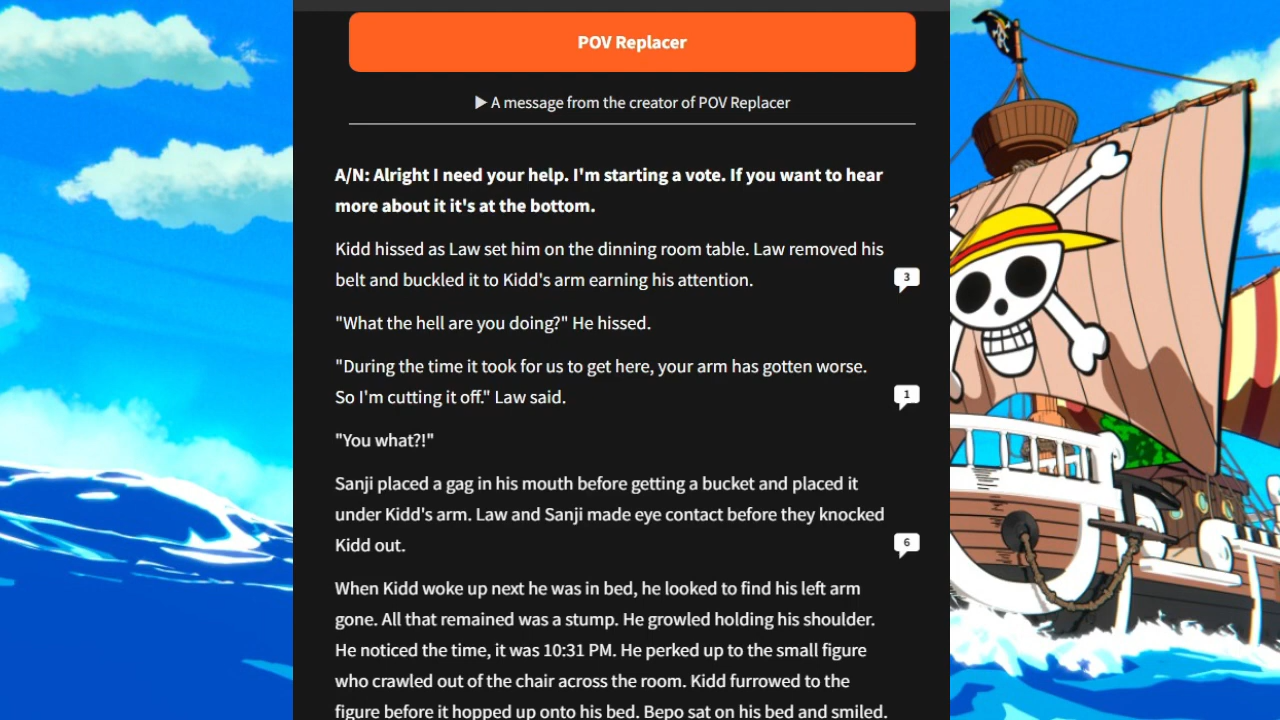 POV Replacer
▶ A message from the creator of POV Replacer
A/N: Alright I need your help. I'm starting a vote. If you want to hear
more about it it's at the bottom.
Kidd hissed as Law set him on the dinning room table. Law removed his
belt and buckled it to Kidd's arm earning his attention.
3
"What the hell are you doing?" He hissed.
"During the time it took for us to get here, your arm has gotten worse.
So I'm cutting it off." Law said.
1
"You what?!"
Sanji placed a gag in his mouth before getting a bucket and placed it
under Kidd's arm. Law and Sanji made eye contact before they knocked
Kidd out.
6
When Kidd woke up next he was in bed, he looked to find his left arm
gone. All that remained was a stump. He growled holding his shoulder.
He noticed the time, it was 10:31 PM. He perked up to the small figure
who crawled out of the chair across the room. Kidd furrowed to the
figure before it hopped up onto his bed. Bepo sat on his bed and smiled.